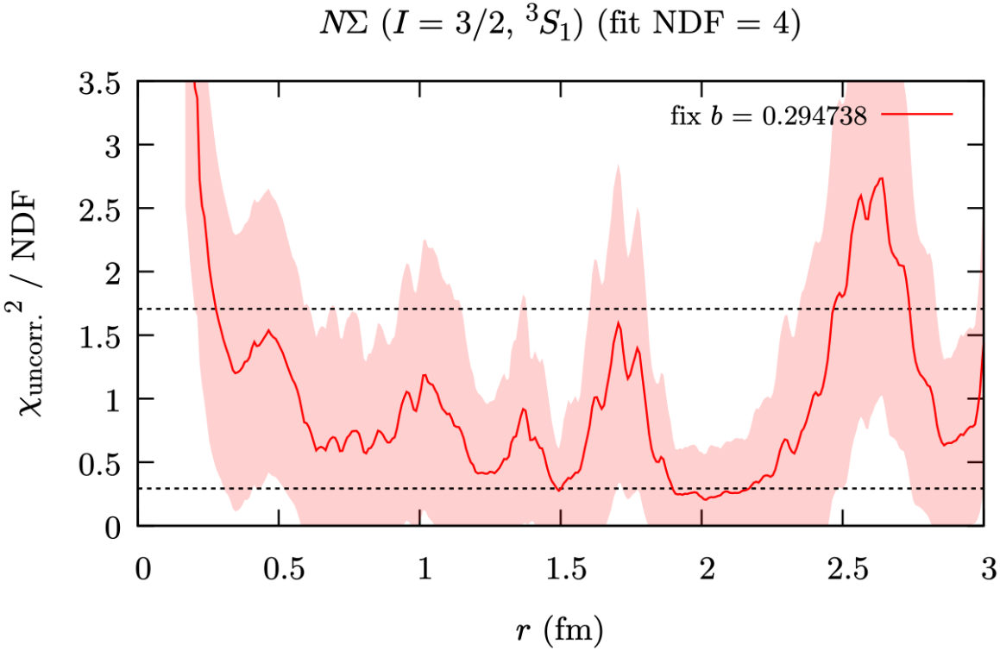 NΣ (I = 3/2, ³S₁) (fit NDF = 4)
3.5
fix b = 0.294738
3
2.5
2
1.5
1
0.5
0
χuncorr.² / NDF
0 0.5 1 1.5 2 2.5 3
r (fm)